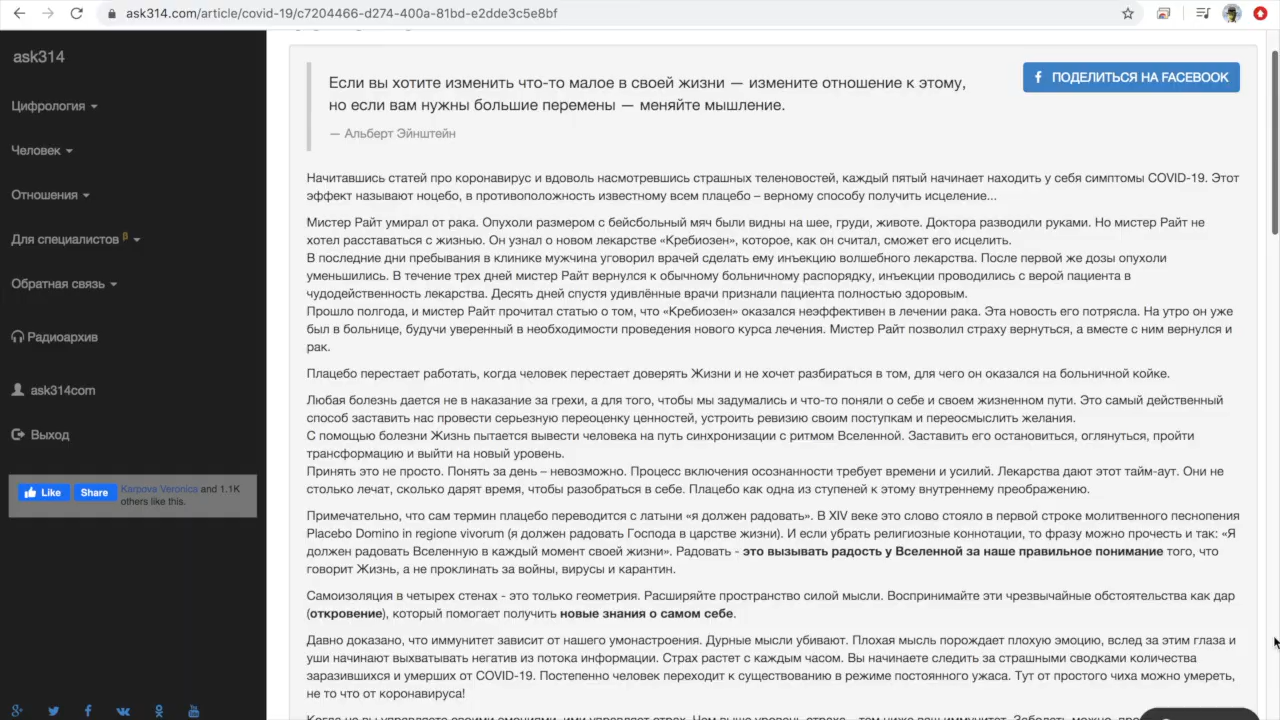 ask314.com/article/covid-19/c7204466-d274-400a-81bd-e2dde3c5e8bf
ask314
Цифрология
Человек
Отношения
Для специалистов β
Обратная связь
Радиоархив
ask314com
Выход
Like Share Karpova Veronica and 1.1K
others like this.
Если вы хотите изменить что-то малое в своей жизни — измените отношение к этому,
но если вам нужны большие перемены — меняйте мышление.
— Альберт Эйнштейн
ПОДЕЛИТЬСЯ НА FACEBOOK
Начитавшись статей про коронавирус и вдоволь насмотревшись страшных теленовостей, каждый пятый начинает находить у себя симптомы COVID-19. Этот
эффект называют ноцебо, в противоположность известному всем плацебо – верному способу получить исцеление...
Мистер Райт умирал от рака. Опухоли размером с бейсбольный мяч были видны на шее, груди, животе. Доктора разводили руками. Но мистер Райт не
хотел расставаться с жизнью. Он узнал о новом лекарстве «Кребиозен», которое, как он считал, сможет его исцелить.
В последние дни пребывания в клинике мужчина уговорил врачей сделать ему инъекцию волшебного лекарства. После первой же дозы опухоли
уменьшились. В течение трех дней мистер Райт вернулся к обычному больничному распорядку, инъекции проводились с верой пациента в
чудодейственность лекарства. Десять дней спустя удивлённые врачи признали пациента полностью здоровым.
Прошло полгода, и мистер Райт прочитал статью о том, что «Кребиозен» оказался неэффективен в лечении рака. Эта новость его потрясла. На утро он уже
был в больнице, будучи уверенный в необходимости проведения нового курса лечения. Мистер Райт позволил страху вернуться, а вместе с ним вернулся и
рак.
Плацебо перестает работать, когда человек перестает доверять Жизни и не хочет разбираться в том, для чего он оказался на больничной койке.
Любая болезнь дается не в наказание за грехи, а для того, чтобы мы задумались и что-то поняли о себе и своем жизненном пути. Это самый действенный
способ заставить нас провести серьезную переоценку ценностей, устроить ревизию своим поступкам и переосмыслить желания.
С помощью болезни Жизнь пытается вывести человека на путь синхронизации с ритмом Вселенной. Заставить его остановиться, оглянуться, пройти
трансформацию и выйти на новый уровень.
Принять это не просто. Понять за день – невозможно. Процесс включения осознанности требует времени и усилий. Лекарства дают этот тайм-аут. Они не
столько лечат, сколько дарят время, чтобы разобраться в себе. Плацебо как одна из ступеней к этому внутреннему преображению.
Примечательно, что сам термин плацебо переводится с латыни «я должен радовать». В XIV веке это слово стояло в первой строке молитвенного песнопения
Placebo Domino in regione vivorum (я должен радовать Господа в царстве жизни). И если убрать религиозные коннотации, то фразу можно прочесть и так: «Я
должен радовать Вселенную в каждый момент своей жизни». Радовать - это вызывать радость у Вселенной за наше правильное понимание того, что
говорит Жизнь, а не проклинать за войны, вирусы и карантин.
Самоизоляция в четырех стенах - это только геометрия. Расширяйте пространство силой мысли. Воспринимайте эти чрезвычайные обстоятельства как дар
(откровение), который помогает получить новые знания о самом себе.
Давно доказано, что иммунитет зависит от нашего умонастроения. Дурные мысли убивают. Плохая мысль порождает плохую эмоцию, вслед за этим глаза и
уши начинают выхватывать негатив из потока информации. Страх растет с каждым часом. Вы начинаете следить за страшными сводками количества
заразившихся и умерших от COVID-19. Постепенно человек переходит к существованию в режиме постоянного ужаса. Тут от простого чиха можно умереть,
не то что от коронавируса!